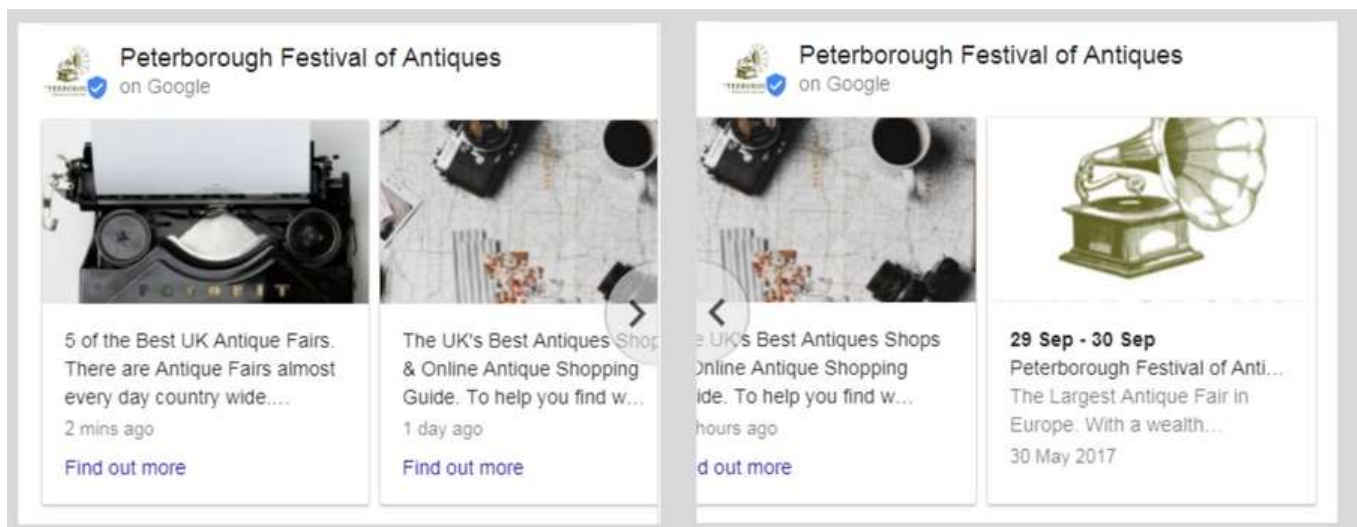 Peterborough Festival of Antiques
on Google
5 of the Best UK Antique Fairs.
There are Antique Fairs almost
every day country wide....
2 mins ago
Find out more
The UK's Best Antiques Shop
& Online Antique Shopping
Guide. To help you find w...
1 day ago
Find out more
Peterborough Festival of Antiques
on Google
UK's Best Antiques Shops
Online Antique Shopping
ide. To help you find w...
hours ago
d out more
29 Sep - 30 Sep
Peterborough Festival of Anti...
The Largest Antique Fair in
Europe. With a wealth...
30 May 2017